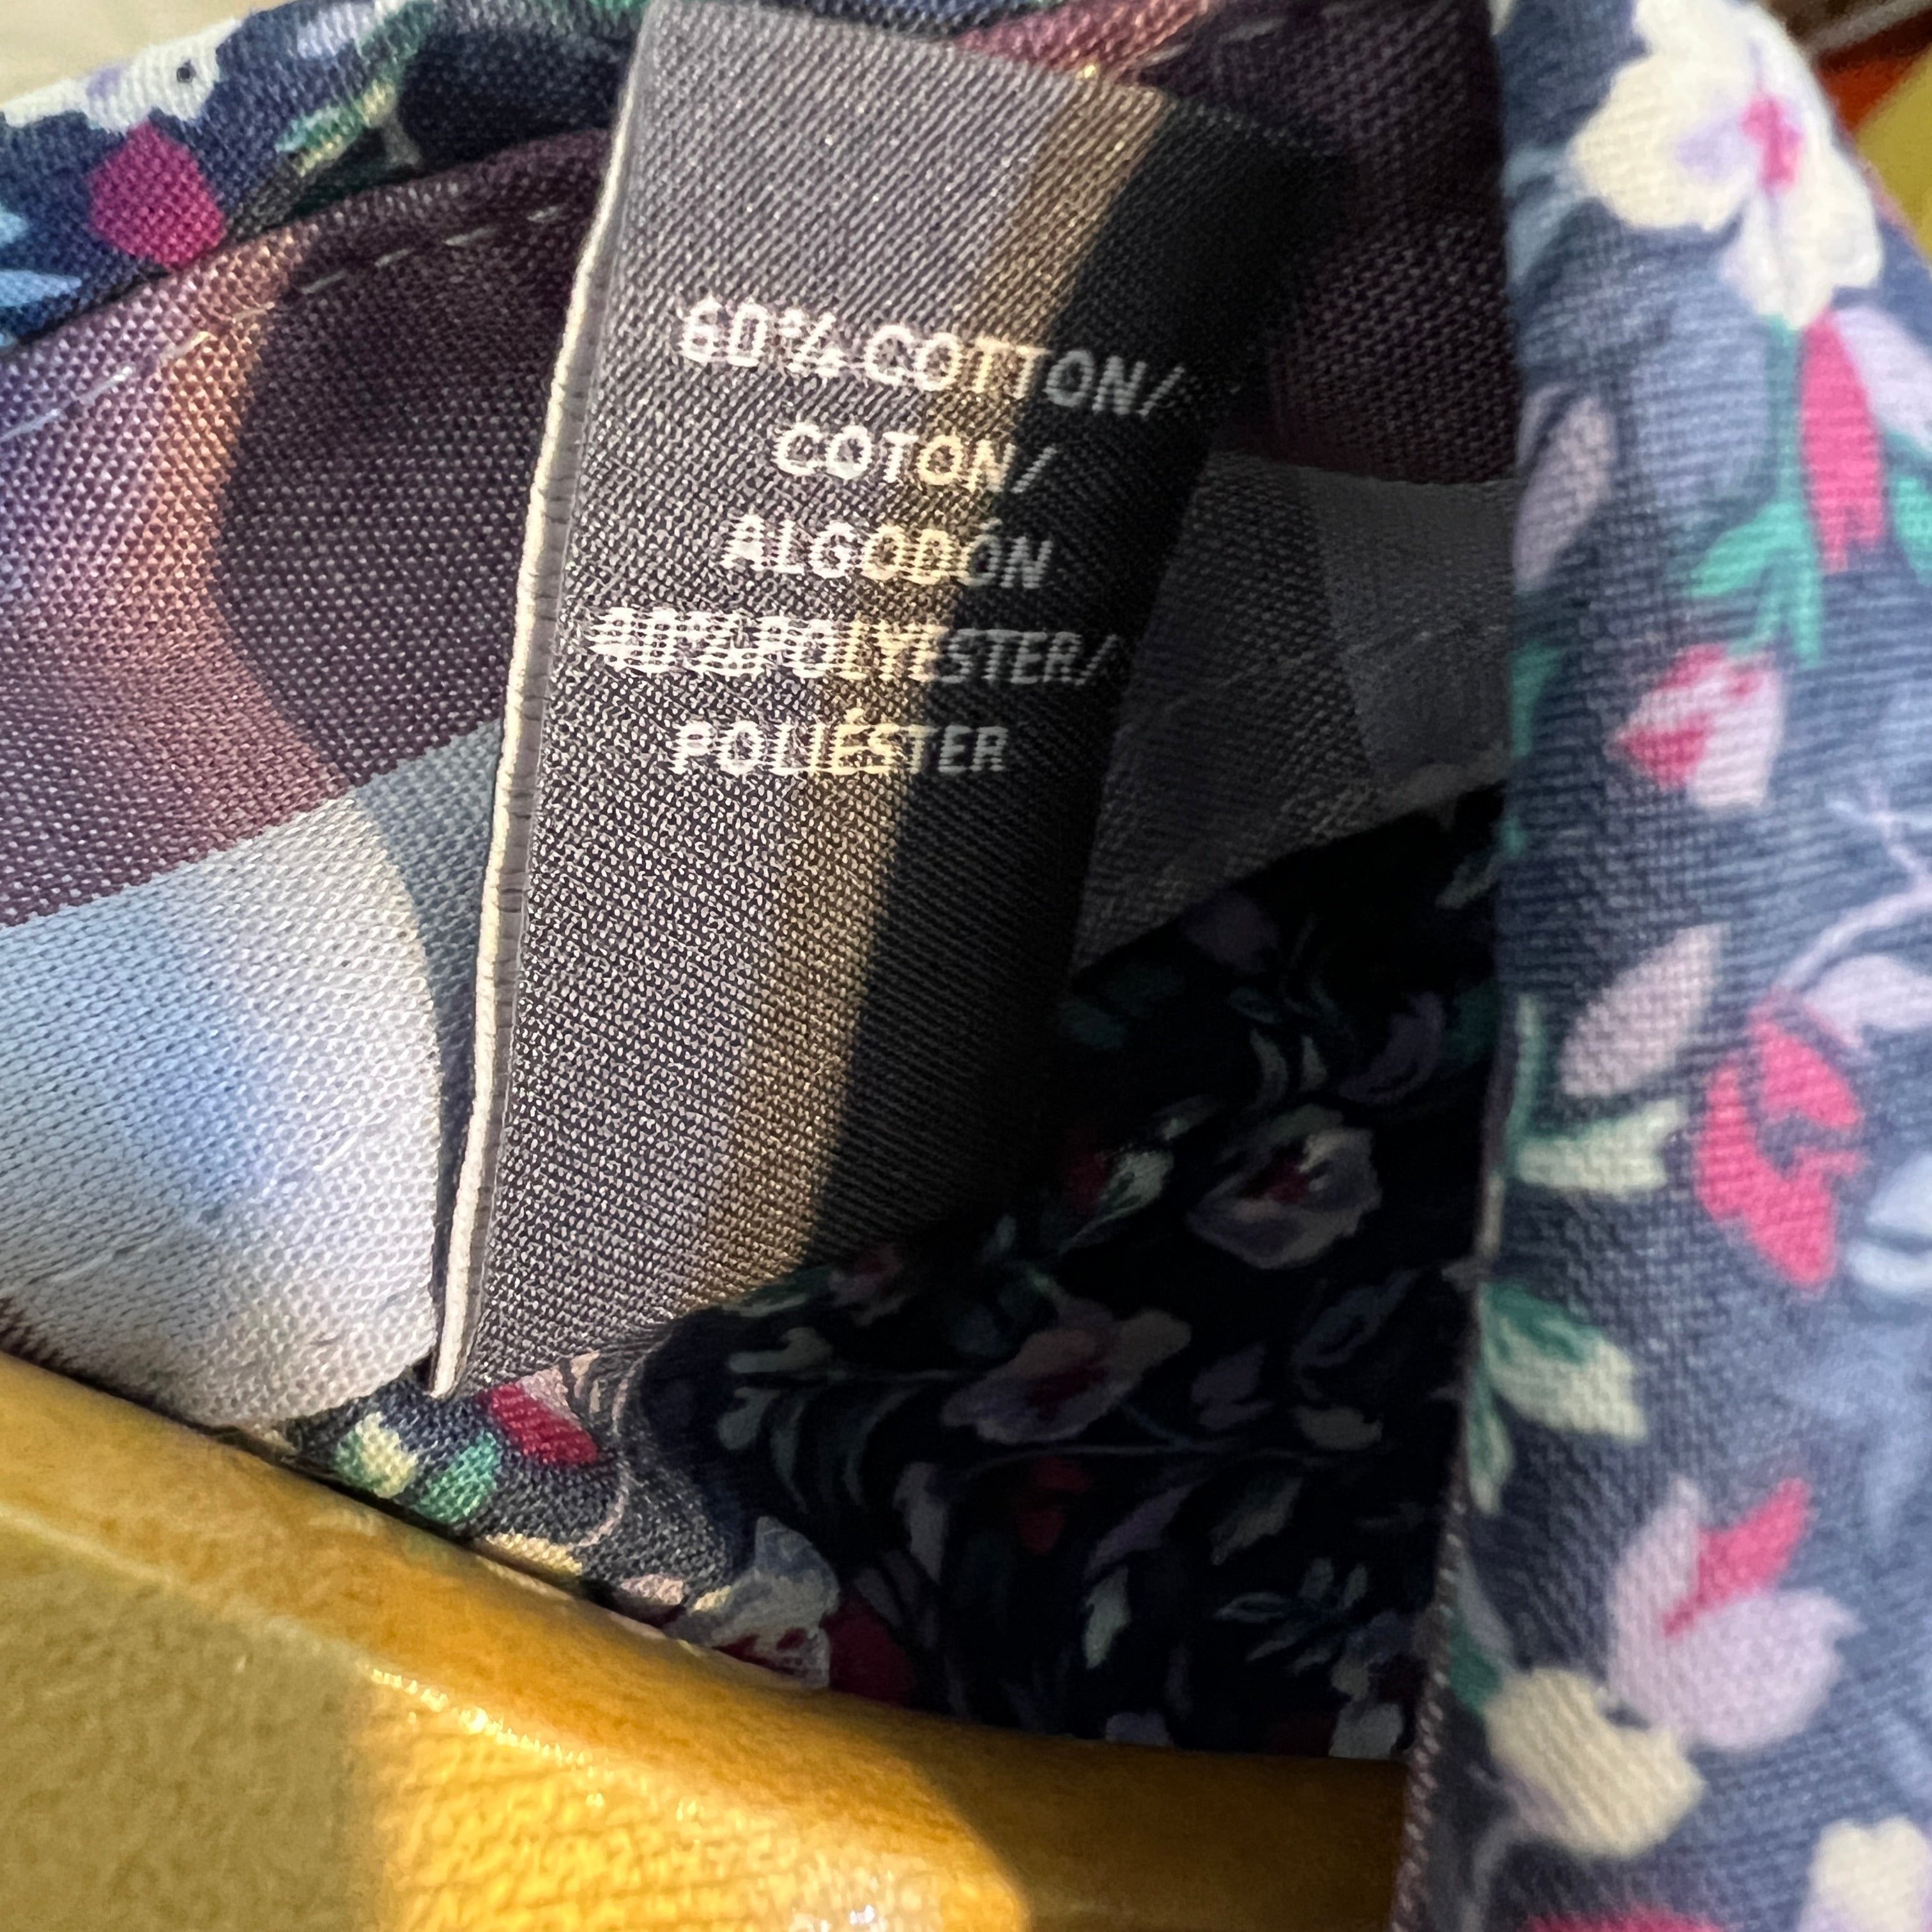 60% COTTON/
COTON/
ALGODÓN
40% POLYESTER/
POLIÉSTER